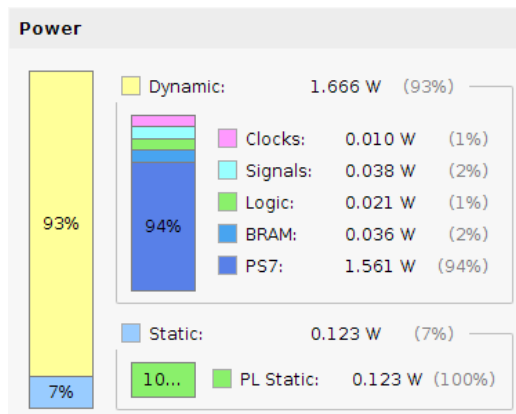 Power
Dynamic: 1.666 W (93%)
Clocks: 0.010 W (1%)
Signals: 0.038 W (2%)
Logic: 0.021 W (1%)
93%
94%
BRAM: 0.036 W (2%)
PS7: 1.561 W (94%)
Static: 0.123 W (7%)
10... PL Static: 0.123 W (100%)
7%